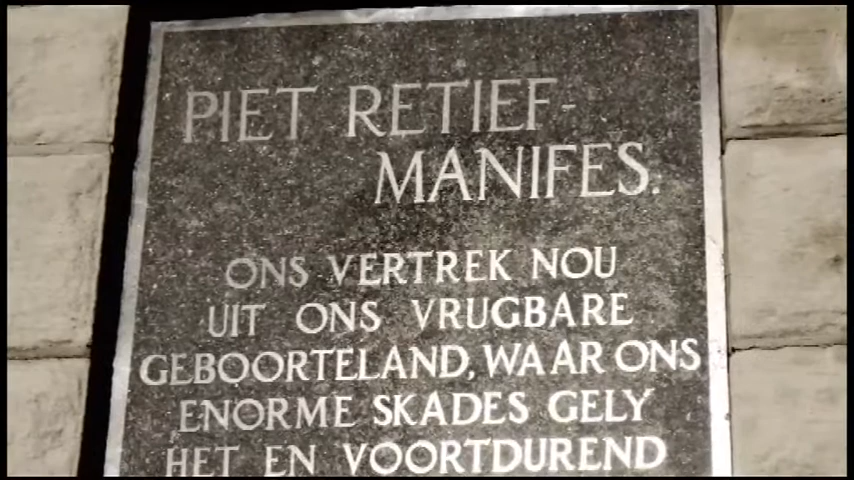 PIET RETIEF-
MANIFES.
ONS VERTREK NOU
UIT ONS VRUGBARE
GEBOORTELAND, WAAR ONS
ENORME SKADES GELY
HET EN VOORTDUREND